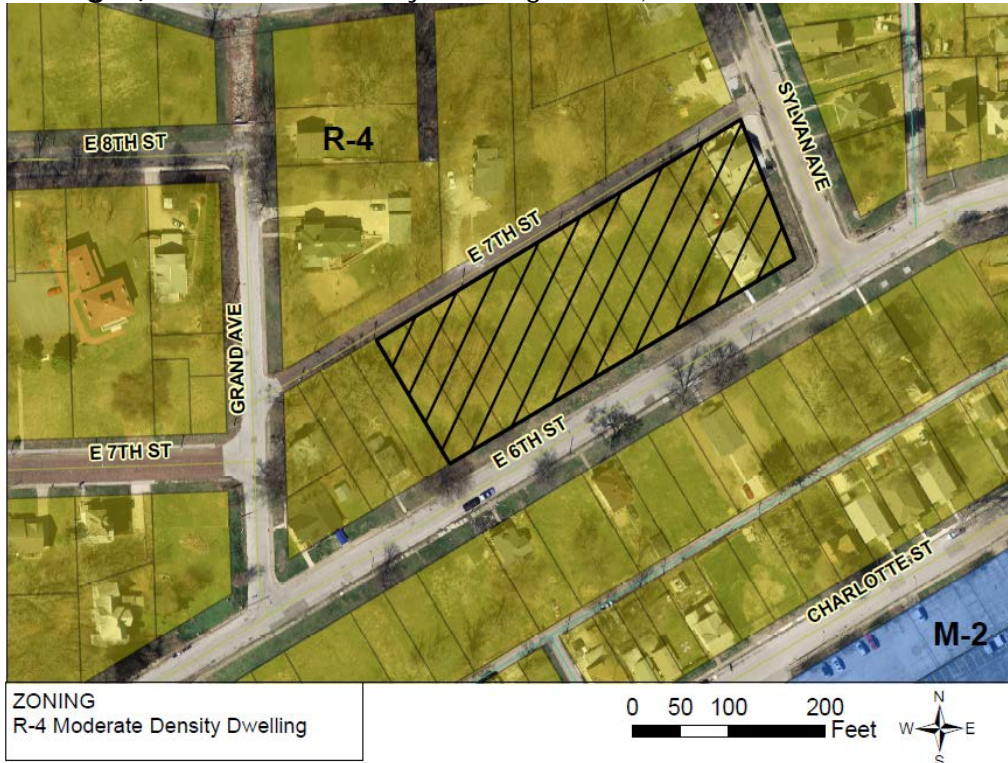 E 8TH ST
R-4
SYLVAN AVE
E 7TH ST
GRAND AVE
E 7TH ST
E 6TH ST
CHARLOTTE ST
M-2
ZONING
R-4 Moderate Density Dwelling
0 50 100 200
Feet
N
W E
S